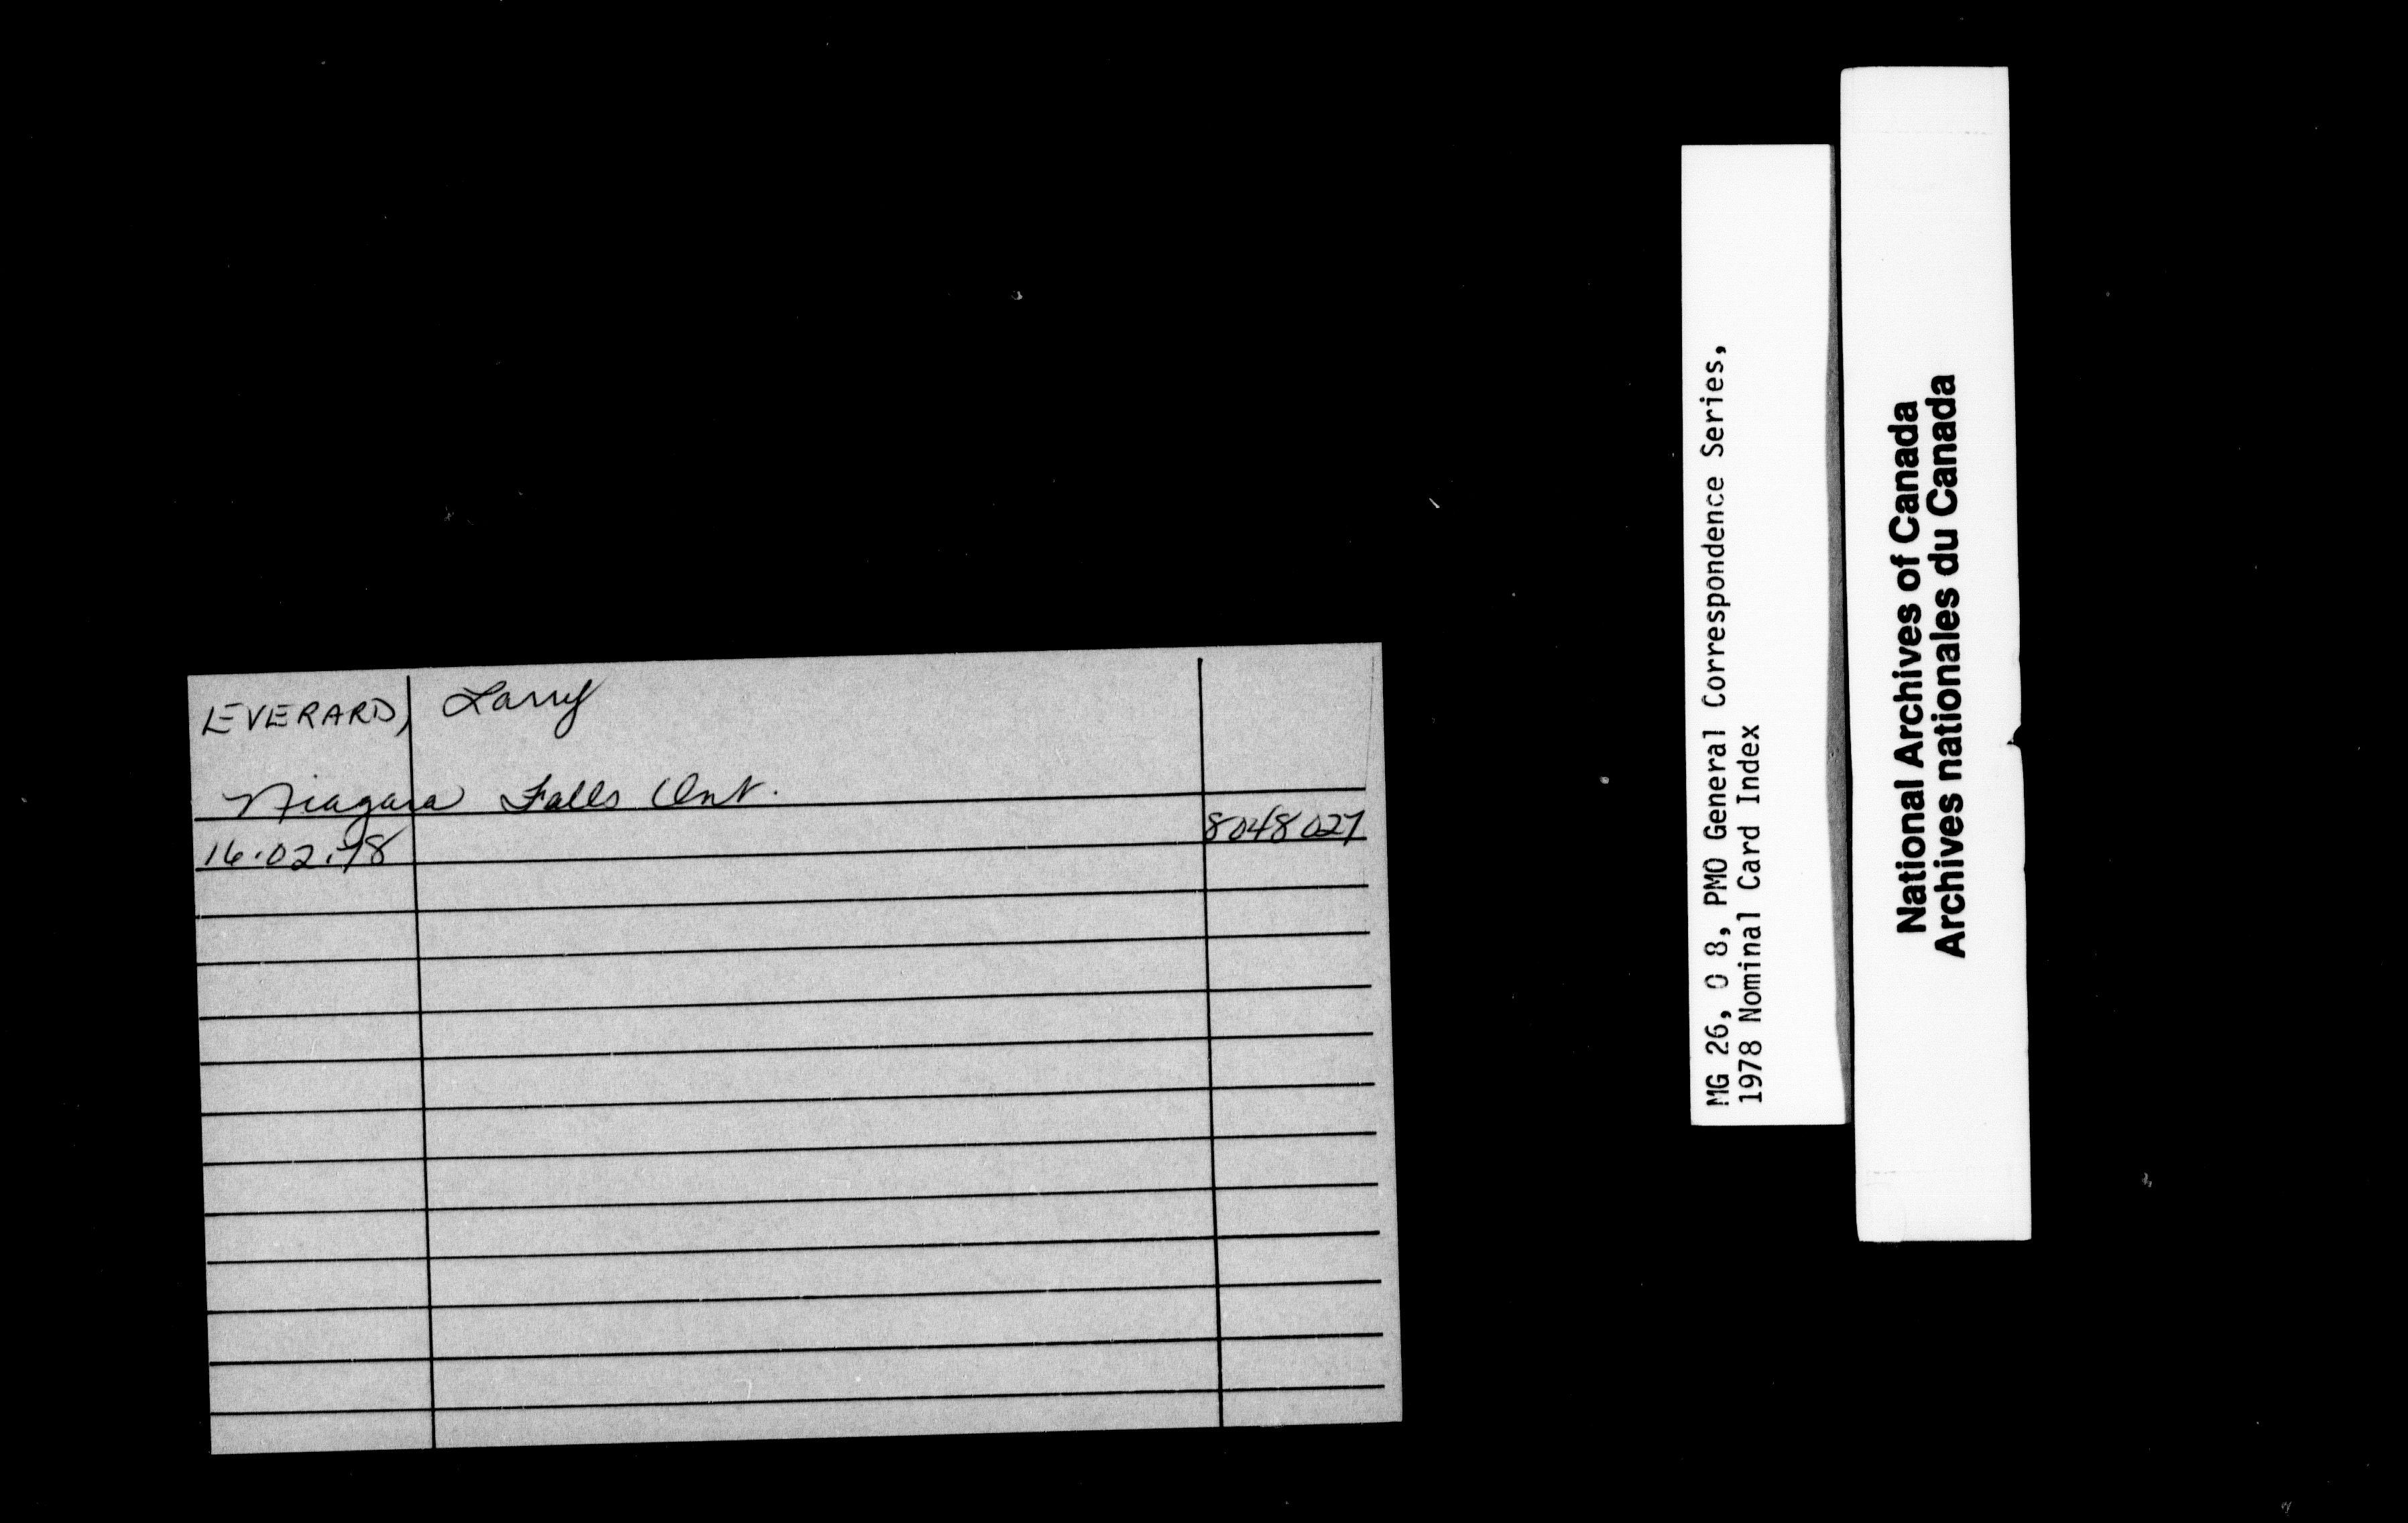 LEVERARD, Larry
Niagara Falls Ont.
16.02.78 8048027
MG 26, O 8, PMO General Correspondence Series,
1978 Nominal Card Index
National Archives of Canada
Archives nationales du Canada